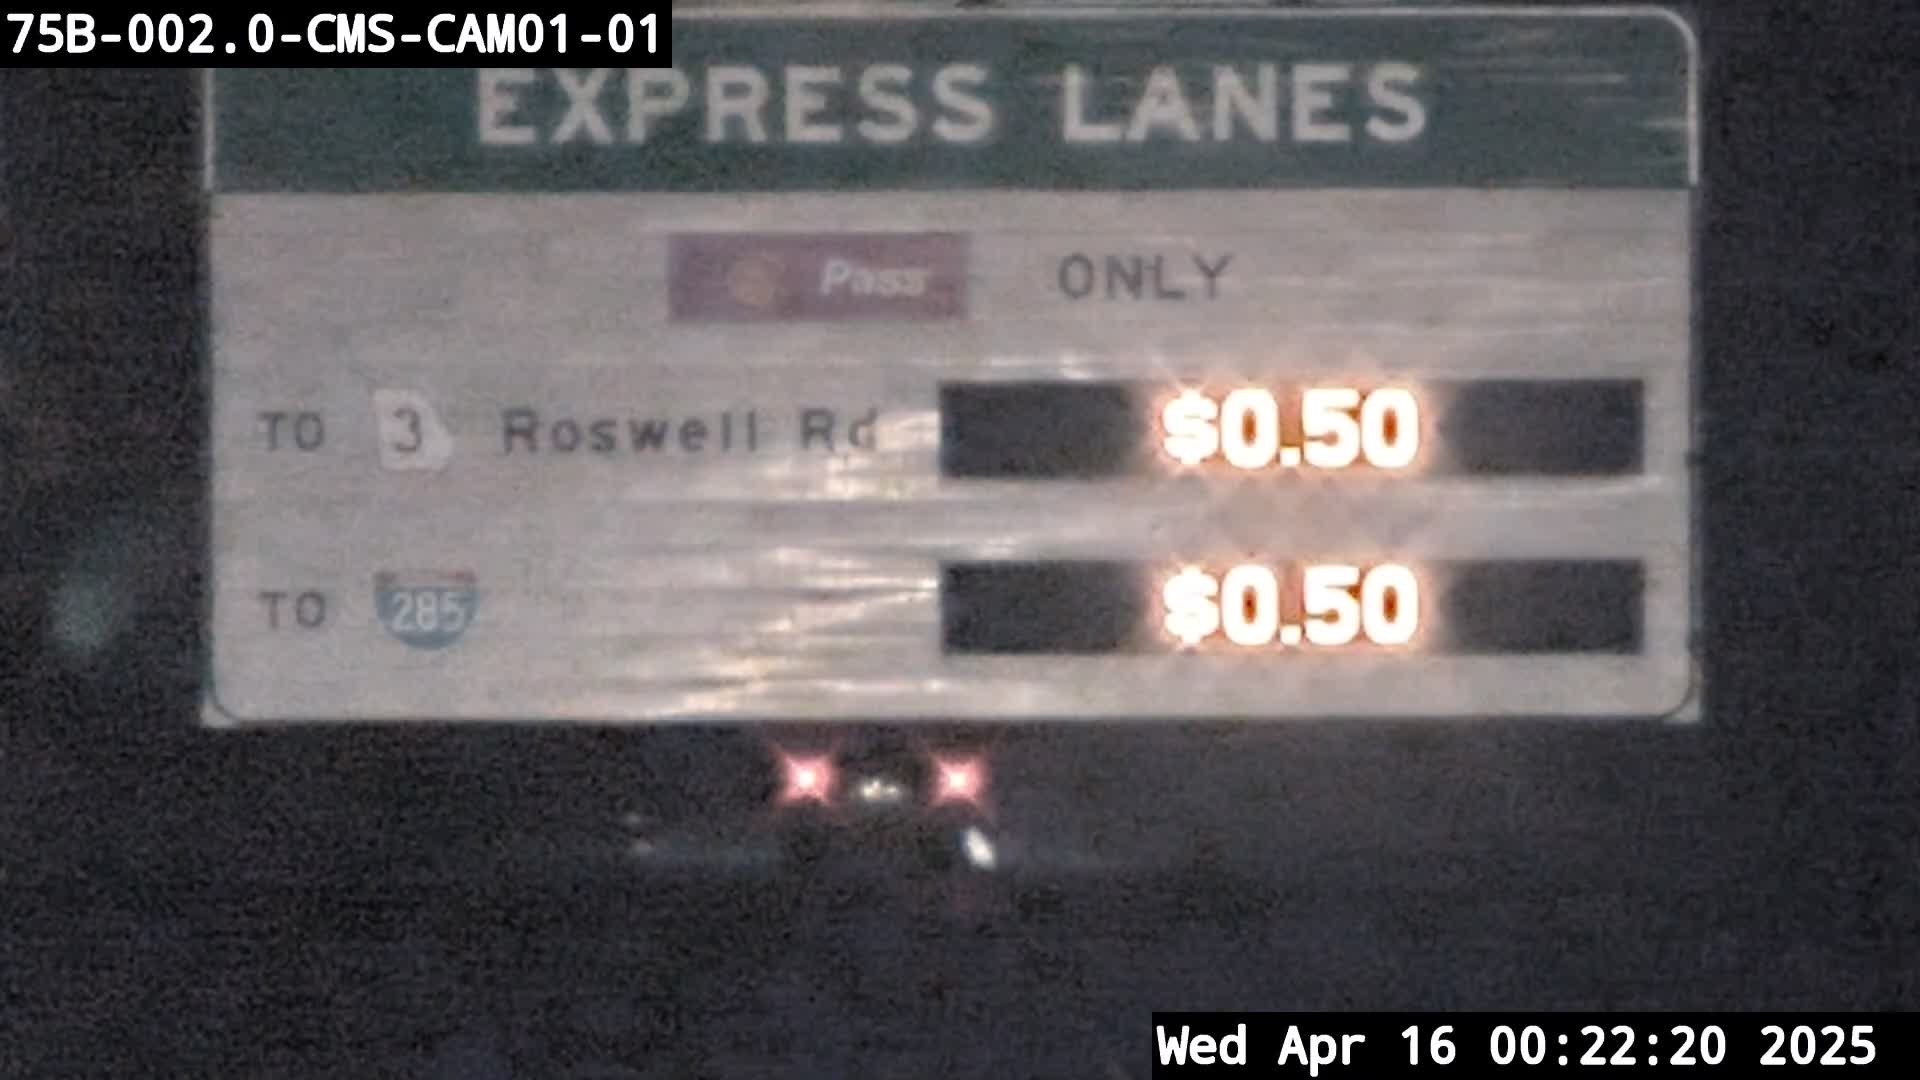 75B-002.0-CMS-CAM01-01
EXPRESS LANES
Pass ONLY
TO 3 Roswell Rd $0.50
TO 285 $0.50
Wed Apr 16 00:22:20 2025